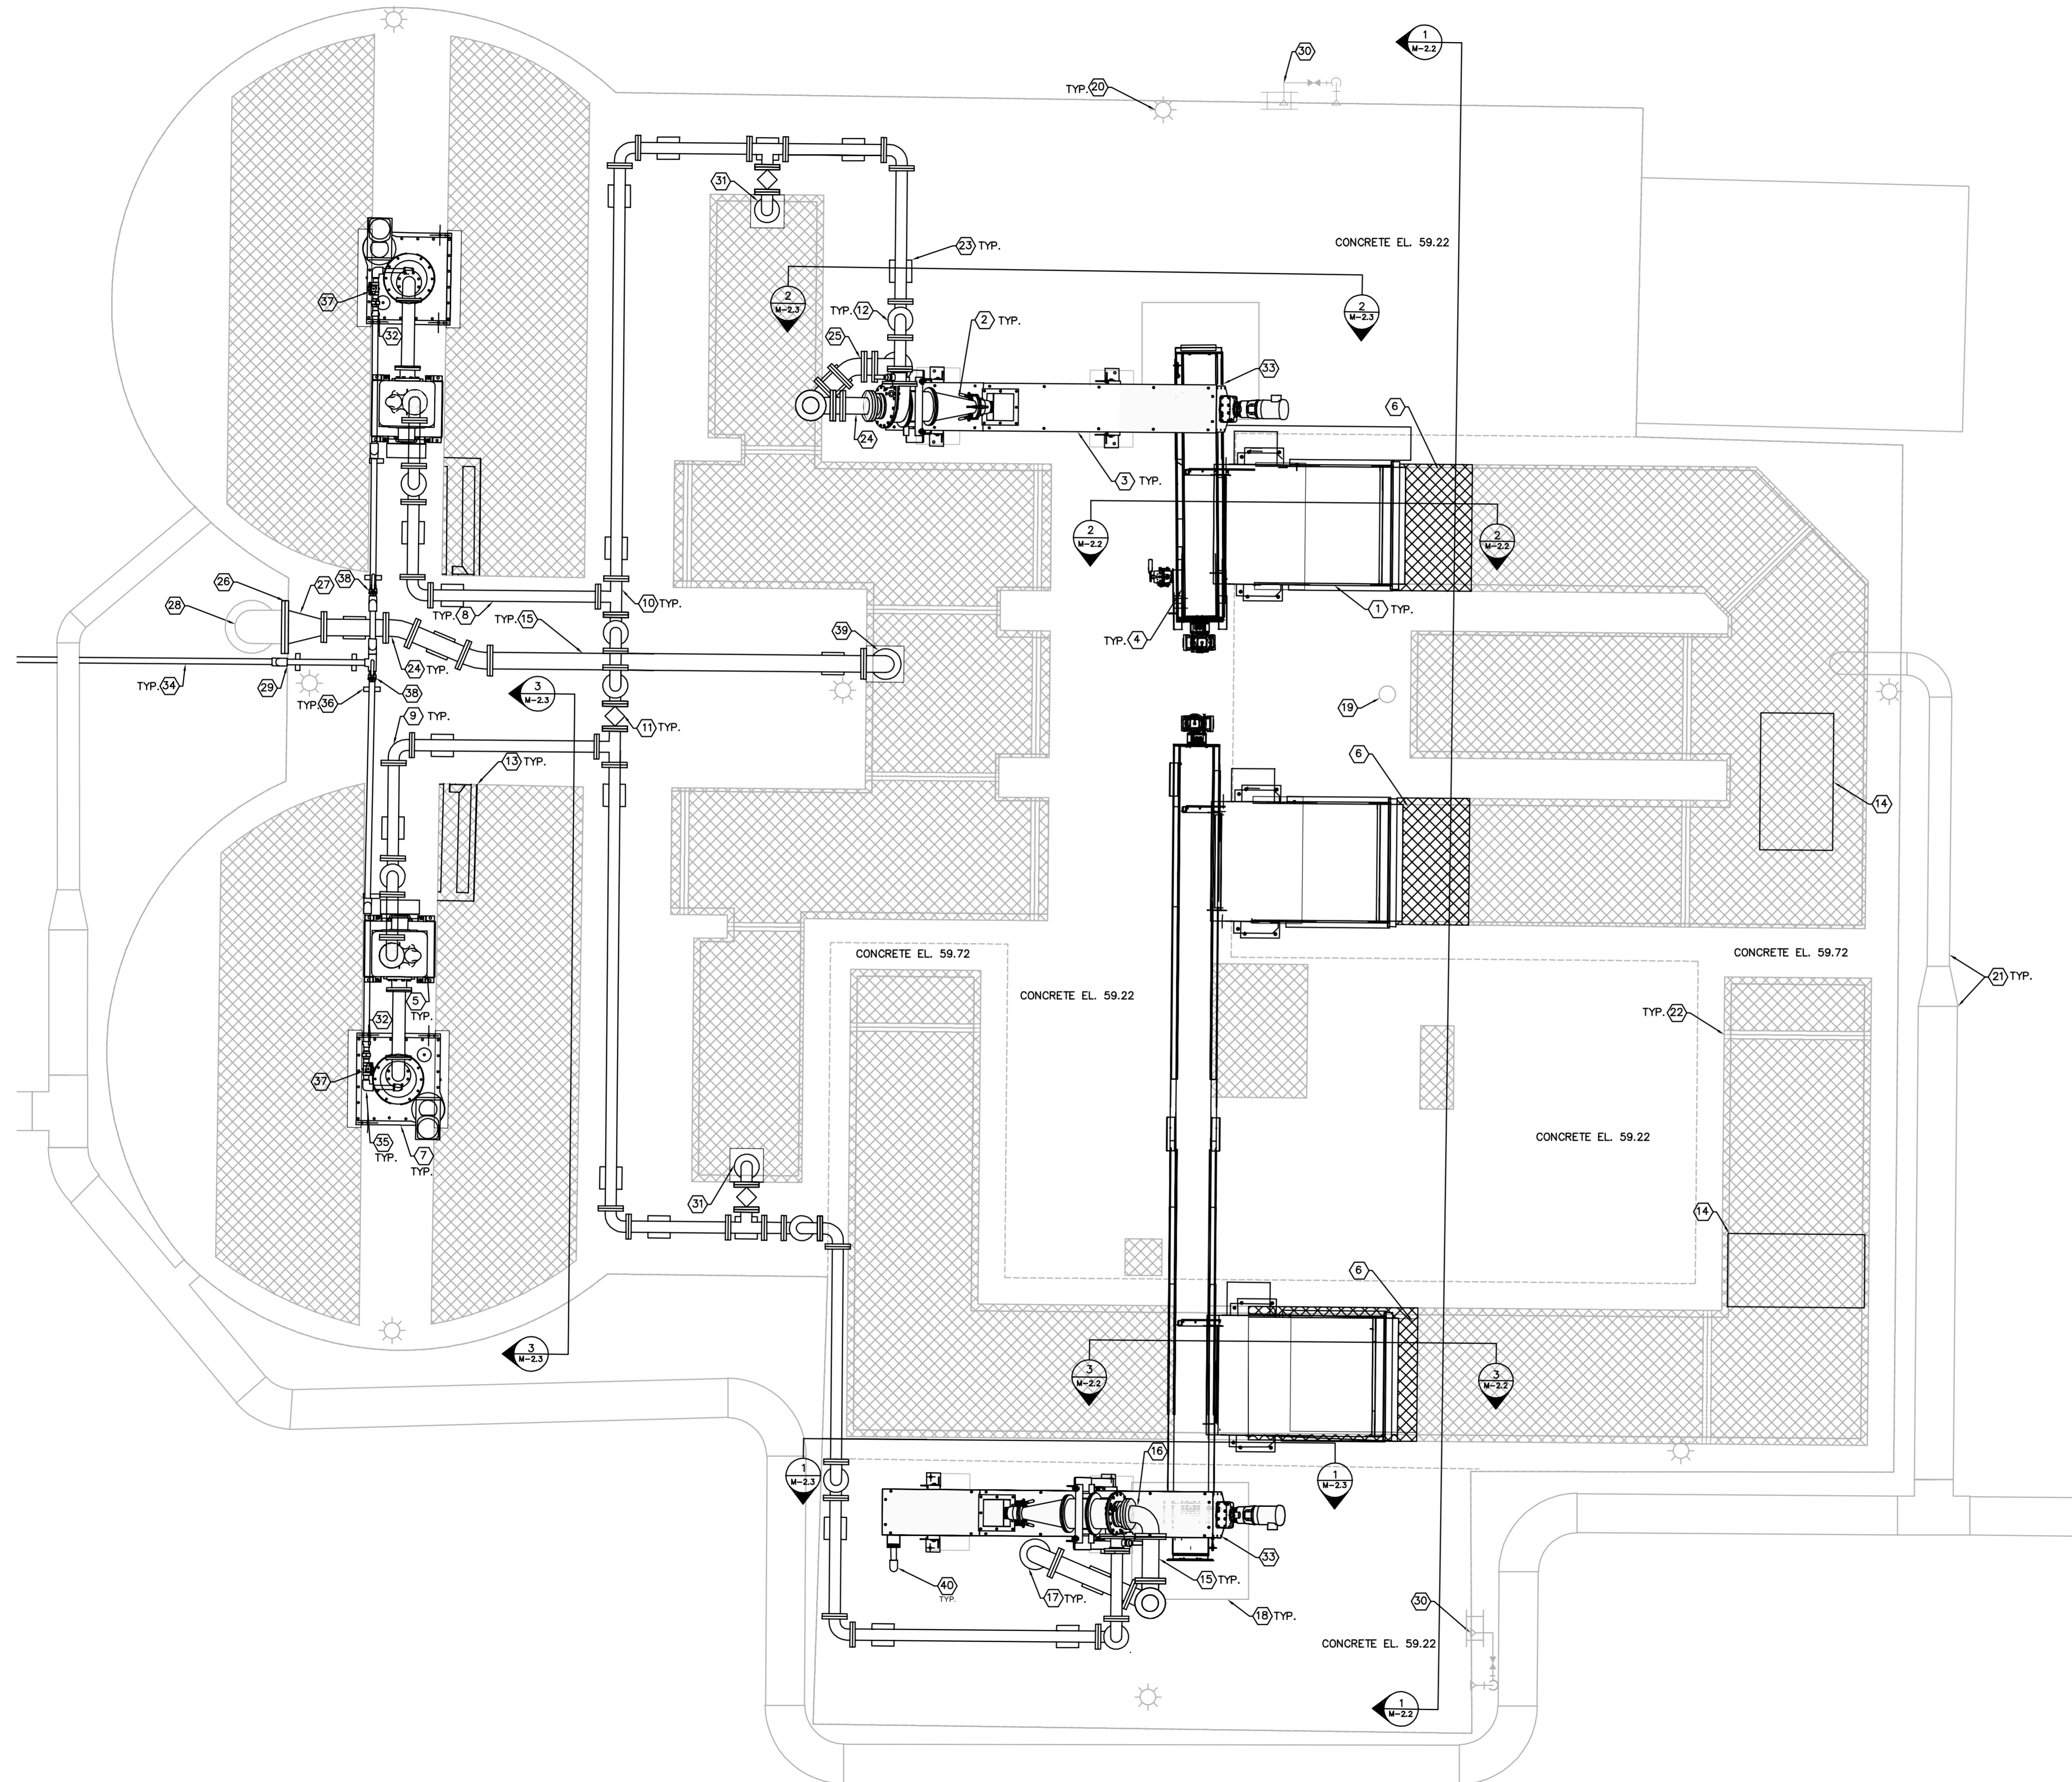 1
M-2.2
30
TYP. 20
31
CONCRETE EL. 59.22
23 TYP.
2
M-2.3
2
M-2.3
37
TYP. 12
2 TYP.
32
25
33
6
24
3 TYP.
2
M-2.2
2
M-2.2
26
27
38
28
TYP. 8
TYP. 15
10 TYP.
1 TYP.
39
TYP. 4
24 TYP.
TYP. 34
29
38
TYP. 36
3
M-2.3
19
9 TYP.
11 TYP.
13 TYP.
6
14
CONCRETE EL. 59.72
CONCRETE EL. 59.72
21 TYP.
CONCRETE EL. 59.22
5
TYP.
32
TYP. 22
37
35
TYP.
7
TYP.
CONCRETE EL. 59.22
31
14
6
3
M-2.3
3
M-2.2
3
M-2.2
16
1
M-2.3
1
M-2.3
33
15 TYP.
40
TYP.
17 TYP.
18 TYP.
30
CONCRETE EL. 59.22
1
M-2.2